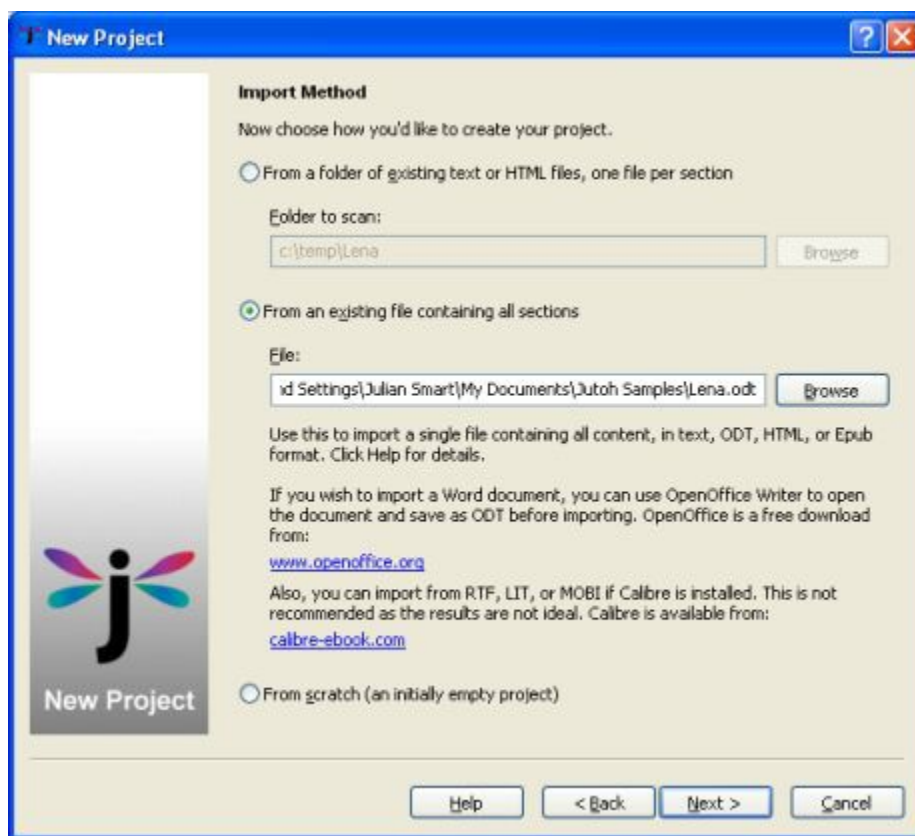 New Project
Import Method
Now choose how you'd like to create your project.
From a folder of existing text or HTML files, one file per section
Folder to scan:
c:\temp\Lena
Browse
From an existing file containing all sections
File:
d Settings\Julian Smart\My Documents\Jutoh Samples\Lena.odt
Browse
Use this to import a single file containing all content, in text, ODT, HTML, or Epub
format. Click Help for details.
If you wish to import a Word document, you can use OpenOffice Writer to open
the document and save as ODT before importing. OpenOffice is a free download
from:
www.openoffice.org
Also, you can import from RTF, LIT, or MOBI if Calibre is installed. This is not
recommended as the results are not ideal. Calibre is available from:
calibre-ebook.com
New Project
From scratch (an initially empty project)
Help
< Back
Next >
Cancel